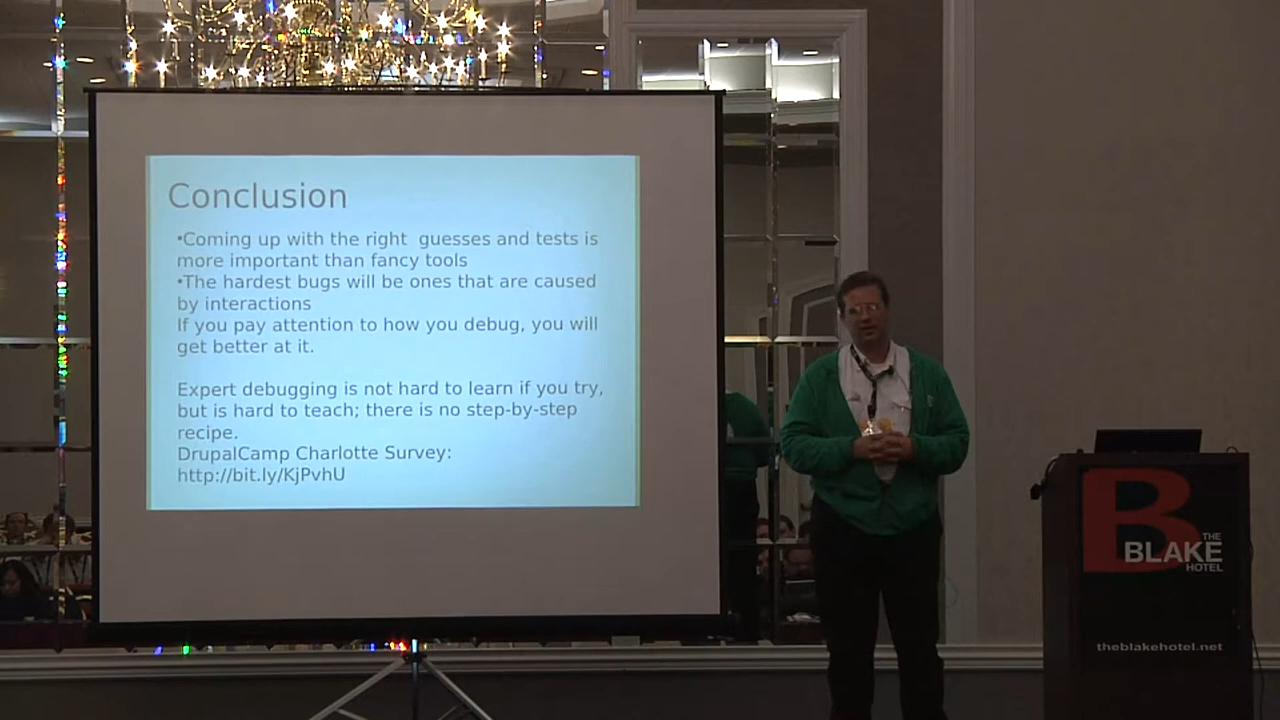 Conclusion
•Coming up with the right guesses and tests is
more important than fancy tools
•The hardest bugs will be ones that are caused
by interactions
If you pay attention to how you debug, you will
get better at it.
Expert debugging is not hard to learn if you try,
but is hard to teach; there is no step-by-step
recipe.
DrupalCamp Charlotte Survey:
http://bit.ly/KjPvhU
B
THE
BLAKE
HOTEL
theblakehotel.net